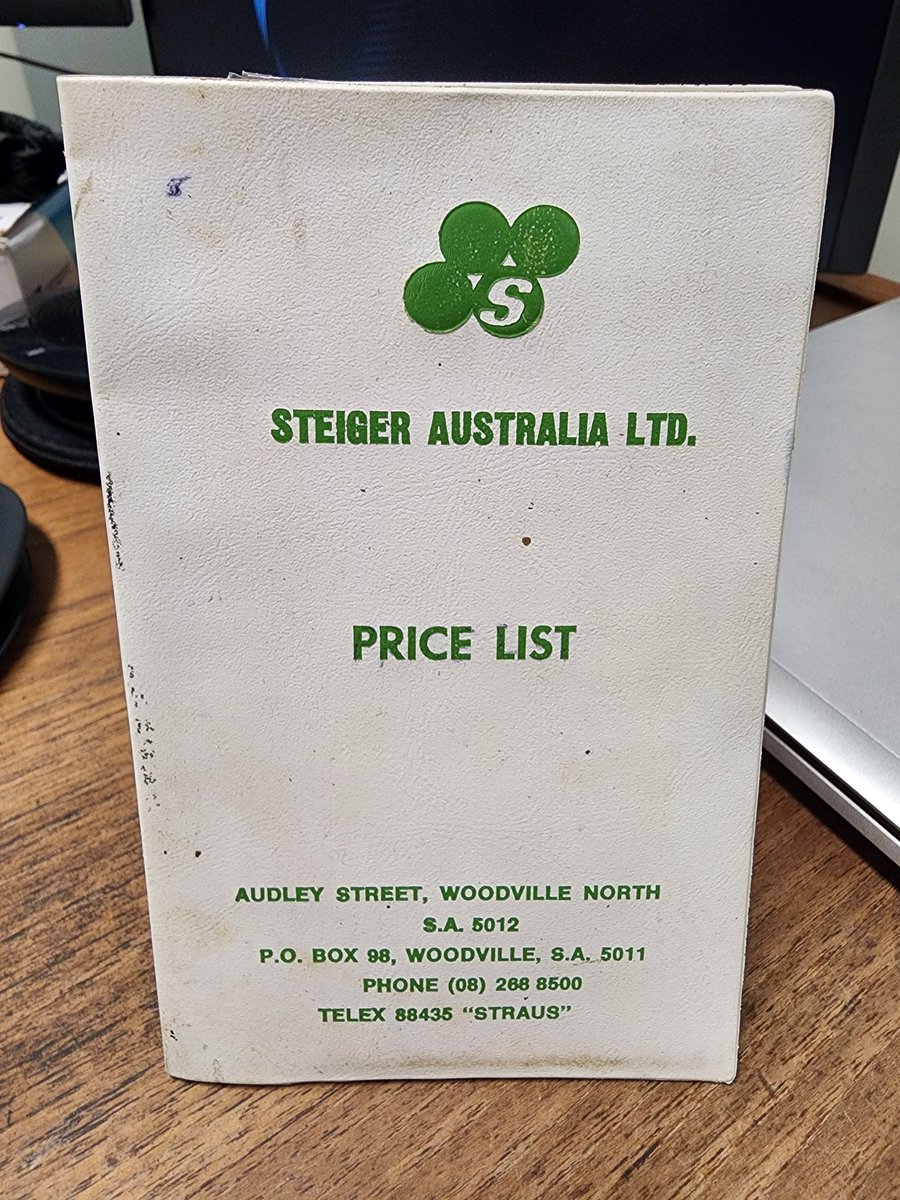 S
STEIGER AUSTRALIA LTD.
PRICE LIST
AUDLEY STREET, WOODVILLE NORTH
S.A. 5012
P.O. BOX 98, WOODVILLE, S.A. 5011
PHONE (08) 268 8500
TELEX 88435 "STRAUS"